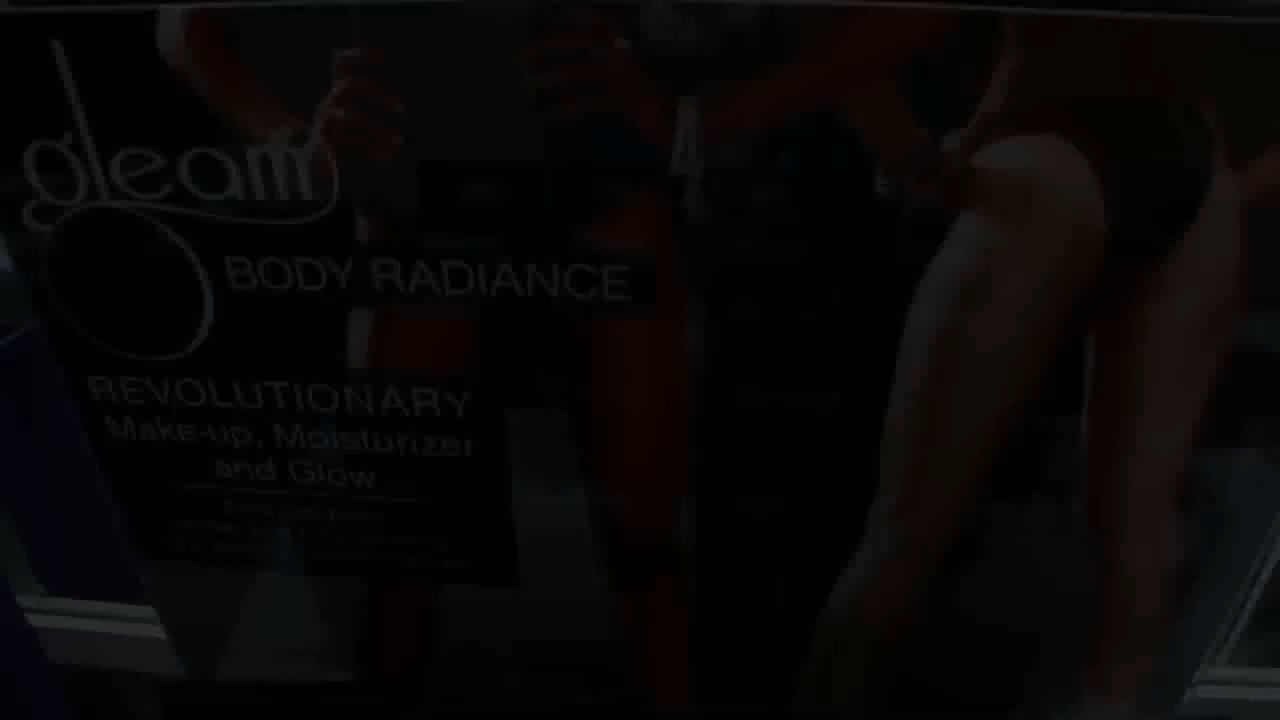 gleam
BODY RADIANCE
REVOLUTIONARY
Make-up, Moisturizer
and Glow